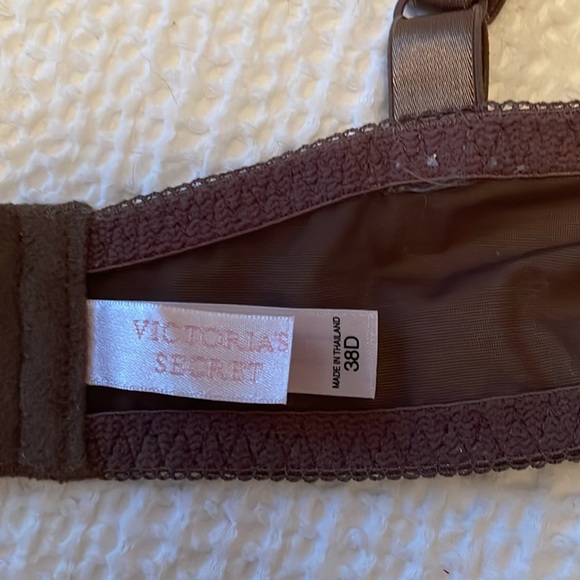 VICTORIA'S
SECRET
MADE IN THAILAND
38D